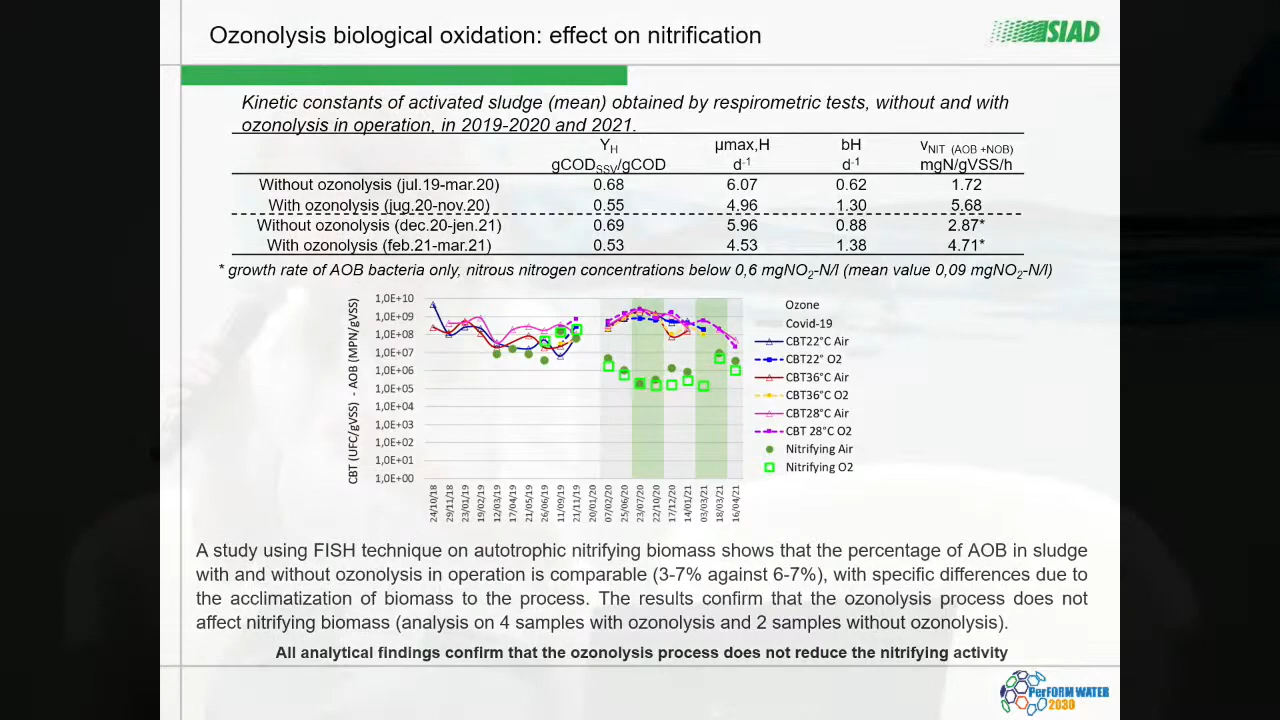 Ozonolysis biological oxidation: effect on nitrification
SIAD
Kinetic constants of activated sludge (mean) obtained by respirometric tests, without and with
ozonolysis in operation, in 2019-2020 and 2021.
YH µmax,H bH vNIT (AOB +NOB)
gCODSSV/gCOD d-1 d-1 mgN/gVSS/h
Without ozonolysis (jul.19-mar.20) 0.68 6.07 0.62 1.72
With ozonolysis (jug.20-nov.20) 0.55 4.96 1.30 5.68
Without ozonolysis (dec.20-jen.21) 0.69 5.96 0.88 2.87*
With ozonolysis (feb.21-mar.21) 0.53 4.53 1.38 4.71*
* growth rate of AOB bacteria only, nitrous nitrogen concentrations below 0,6 mgNO2-N/l (mean value 0,09 mgNO2-N/l)
CBT (UFC/gVSS) - AOB (MPN/gVSS)
1,0E+10
1,0E+09
1,0E+08
1,0E+07
1,0E+06
1,0E+05
1,0E+04
1,0E+03
1,0E+02
1,0E+01
1,0E+00
24/10/18
29/11/18
23/01/19
19/02/19
12/03/19
17/04/19
21/05/19
26/06/19
11/09/19
21/11/19
20/01/20
07/02/20
25/06/20
23/07/20
22/10/20
17/12/20
14/01/21
03/03/21
18/03/21
16/04/21
Ozone
Covid-19
CBT22°C Air
CBT22° O2
CBT36°C Air
CBT36°C O2
CBT28°C Air
CBT 28°C O2
Nitrifying Air
Nitrifying O2
A study using FISH technique on autotrophic nitrifying biomass shows that the percentage of AOB in sludge
with and without ozonolysis in operation is comparable (3-7% against 6-7%), with specific differences due to
the acclimatization of biomass to the process. The results confirm that the ozonolysis process does not
affect nitrifying biomass (analysis on 4 samples with ozonolysis and 2 samples without ozonolysis).
All analytical findings confirm that the ozonolysis process does not reduce the nitrifying activity
PerFORM WATER
2030